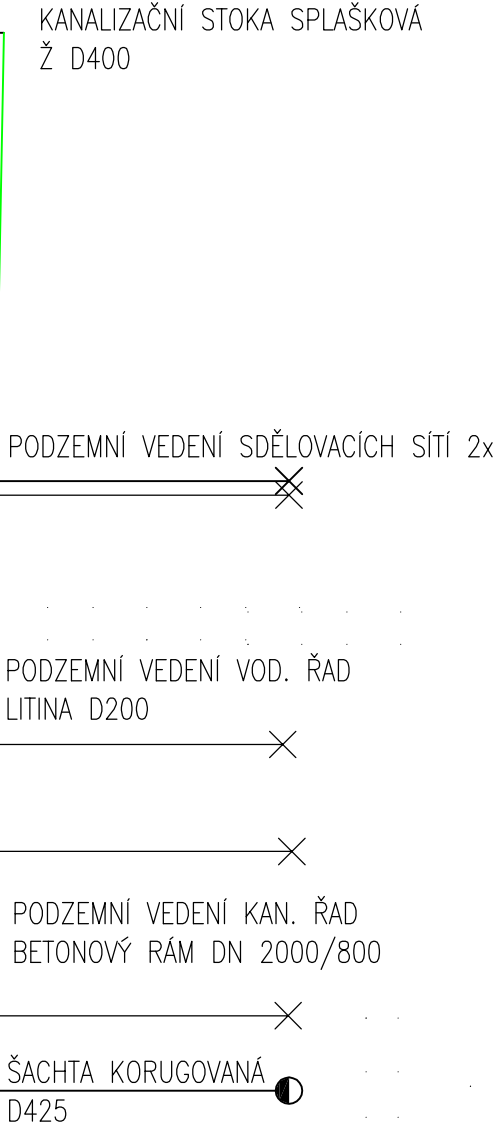 KANALIZAČNÍ STOKA SPLAŠKOVÁ
Ž D400
PODZEMNÍ VEDENÍ SDĚLOVACÍCH SÍTÍ 2x
PODZEMNÍ VEDENÍ VOD. ŘAD
LITINA D200
PODZEMNÍ VEDENÍ KAN. ŘAD
BETONOVÝ RÁM DN 2000/800
ŠACHTA KORUGOVANÁ
D425